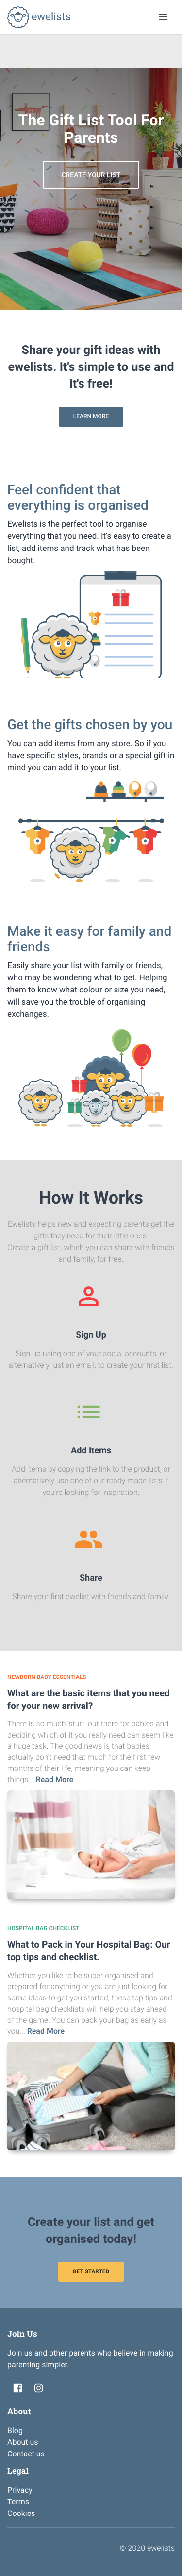 ewelists
The Gift List Tool For
Parents
CREATE YOUR LIST
Share your gift ideas with
ewelists. It's simple to use and
it's free!
LEARN MORE
Feel confident that
everything is organised
Ewelists is the perfect tool to organise
everything that you need. It's easy to create a
list, add items and track what has been
bought.
Get the gifts chosen by you
You can add items from any store. So if you
have specific styles, brands or a special gift in
mind you can add it to your list.
Make it easy for family and
friends
Easily share your list with family or friends,
who may be wondering what to get. Helping
them to know what colour or size you need,
will save you the trouble of organising
exchanges.
How It Works
Ewelists helps new and expecting parents get the
gifts they need for their little ones.
Create a gift list, which you can share with friends
and family, for free.
Sign Up
Sign up using one of your social accounts, or
alternatively just an email, to create your first list.
Add Items
Add items by copying the link to the product, or
alternatively use one of our ready made lists if
you're looking for inspiration.
Share
Share your first ewelist with friends and family.
NEWBORN BABY ESSENTIALS
What are the basic items that you need
for your new arrival?
There is so much 'stuff' out there for babies and
deciding which of it you really need can seem like
a huge task. The good news is that babies
actually don't need that much for the first few
months of their life, meaning you can keep
things... Read More
HOSPITAL BAG CHECKLIST
What to Pack in Your Hospital Bag: Our
top tips and checklist.
Whether you like to be super organised and
prepared for anything or you are just looking for
some ideas to get you started, these top tips and
hospital bag checklists will help you stay ahead
of the game. You can pack your bag as early as
you... Read More
Create your list and get
organised today!
GET STARTED
Join Us
Join us and other parents who believe in making
parenting simpler.
About
Blog
About us
Contact us
Legal
Privacy
Terms
Cookies
© 2020 ewelists